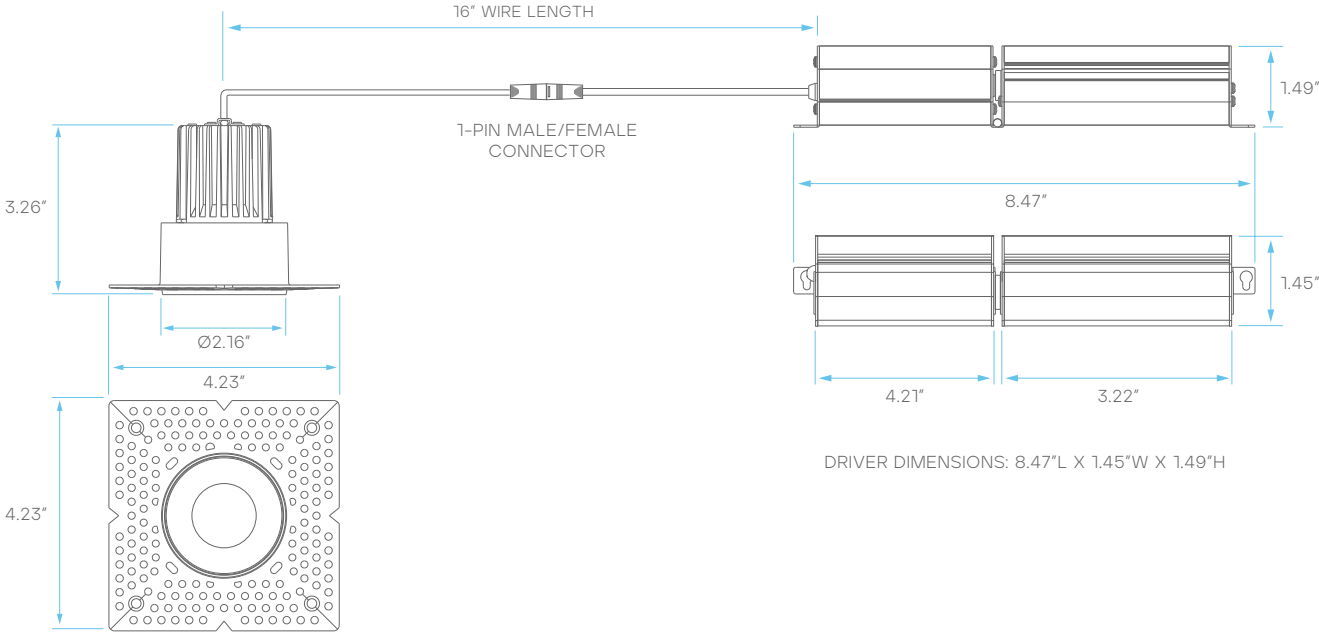 16" WIRE LENGTH
1.49"
1-PIN MALE/FEMALE
CONNECTOR
3.26"
8.47"
1.45"
Ø2.16"
4.23"
4.21"
3.22"
DRIVER DIMENSIONS: 8.47"L X 1.45"W X 1.49"H
4.23"